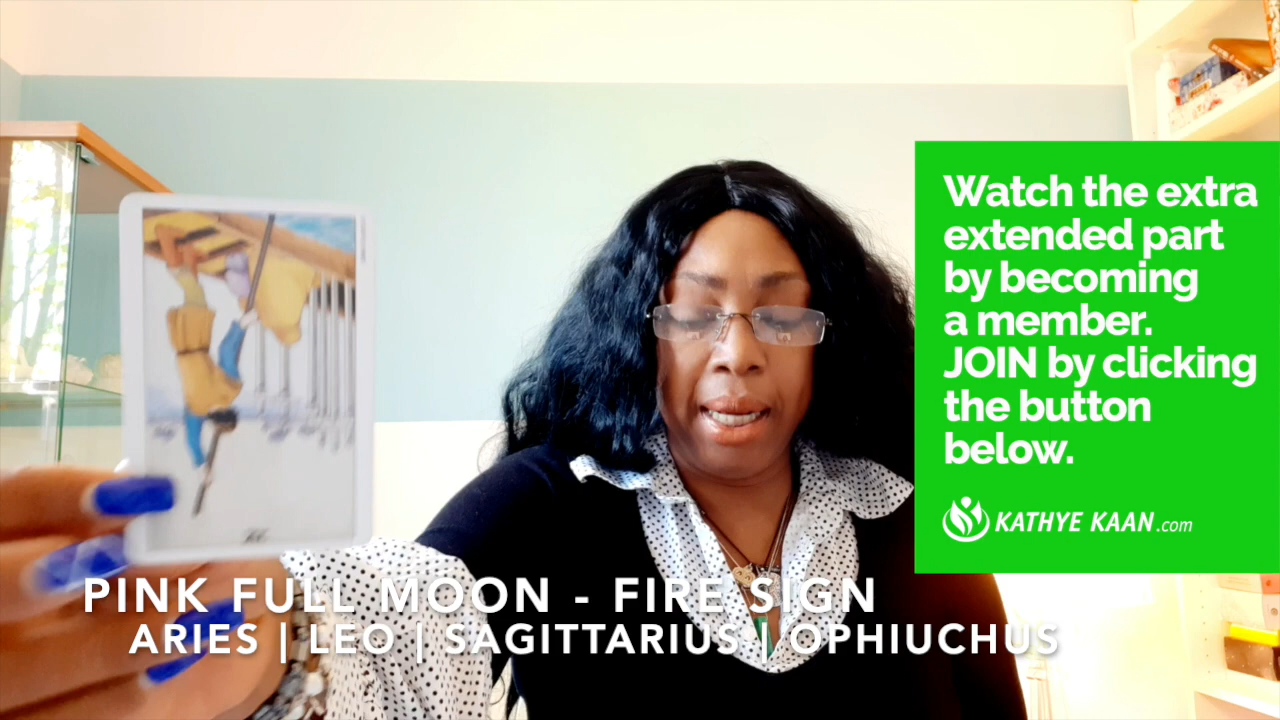 Watch the extra
extended part
by becoming
a member.
JOIN by clicking
the button
below.
KATHYE KAAN.com
PINK FULL MOON - FIRE SIGN
ARIES | LEO | SAGITTARIUS | OPHIUCHUS